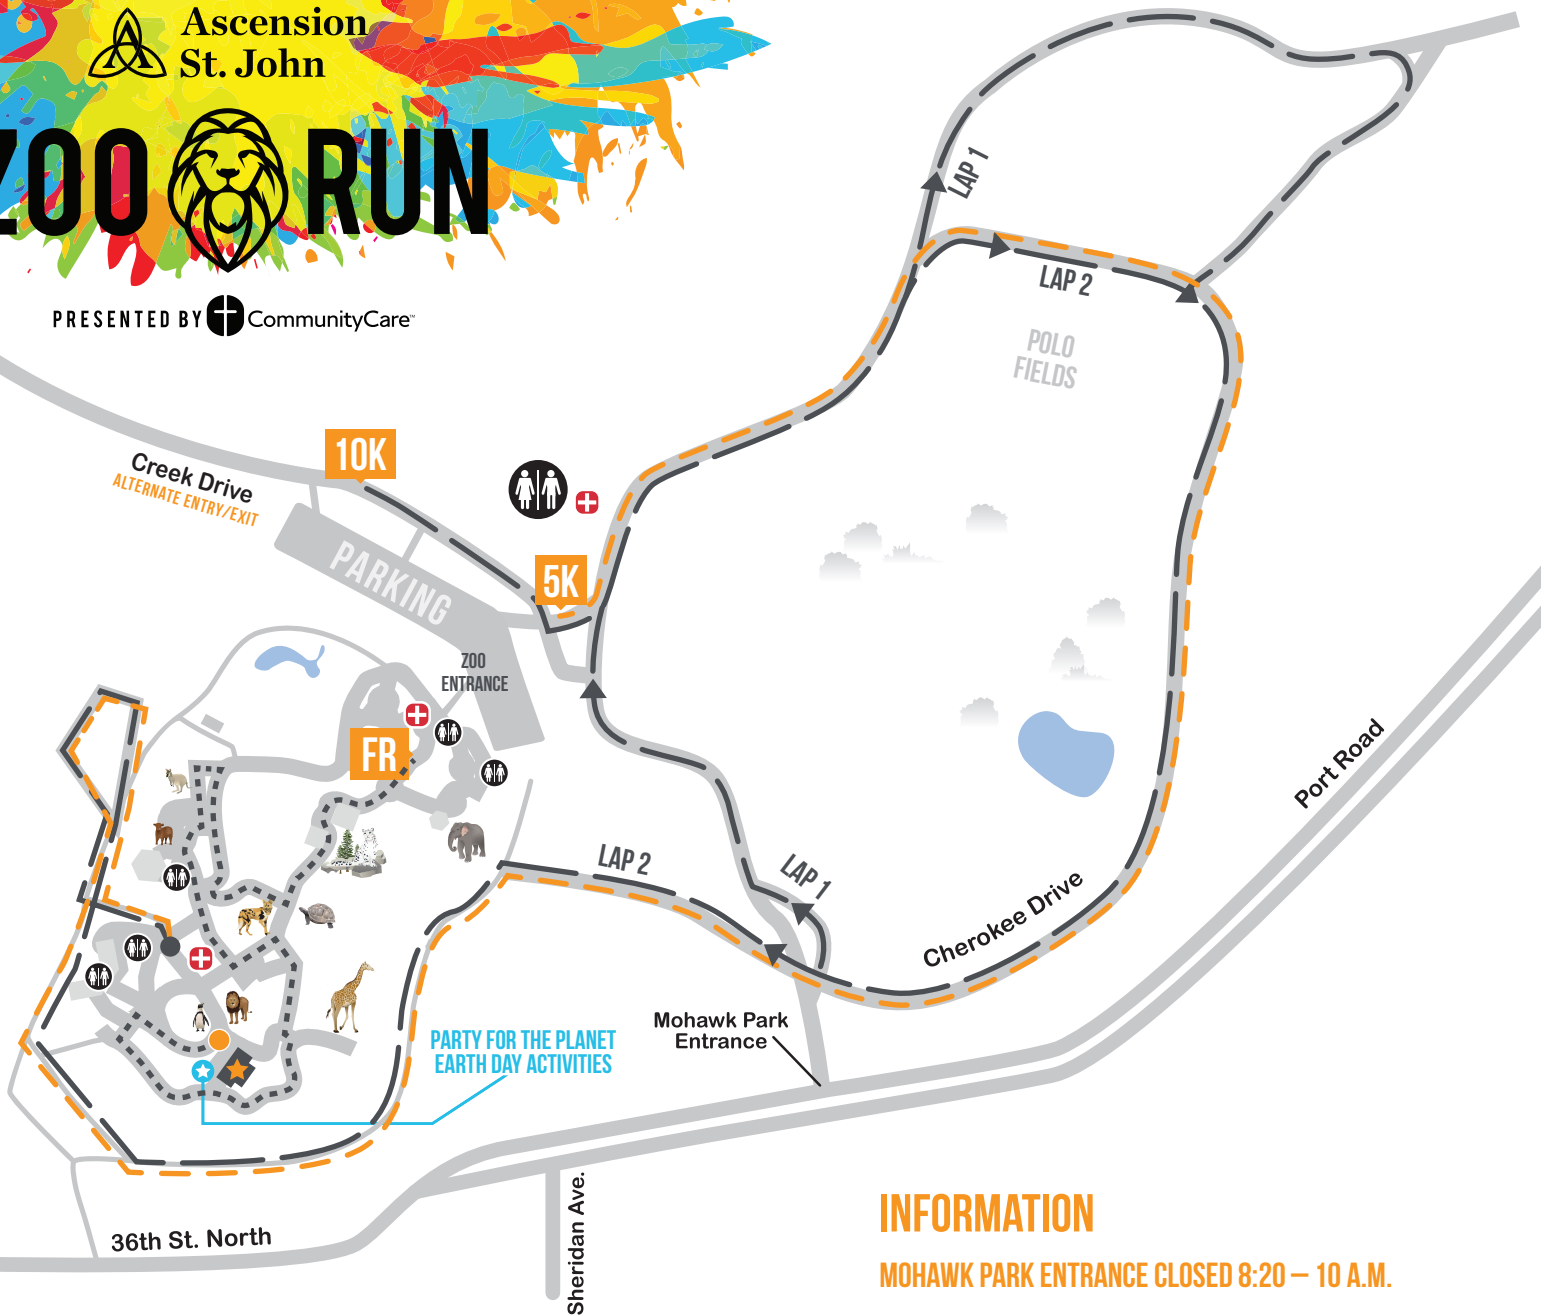 Ascension
St. John
ZOO RUN
PRESENTED BY CommunityCare™
LAP 1
LAP 2
POLO
FIELDS
10K
Creek Drive
ALTERNATE ENTRY/EXIT
5K
PARKING
ZOO
ENTRANCE
FR
LAP 2
LAP 1
Port Road
Cherokee Drive
Mohawk Park
Entrance
PARTY FOR THE PLANET
EARTH DAY ACTIVITIES
36th St. North
Sheridan Ave.
INFORMATION
MOHAWK PARK ENTRANCE CLOSED 8:20 – 10 A.M.